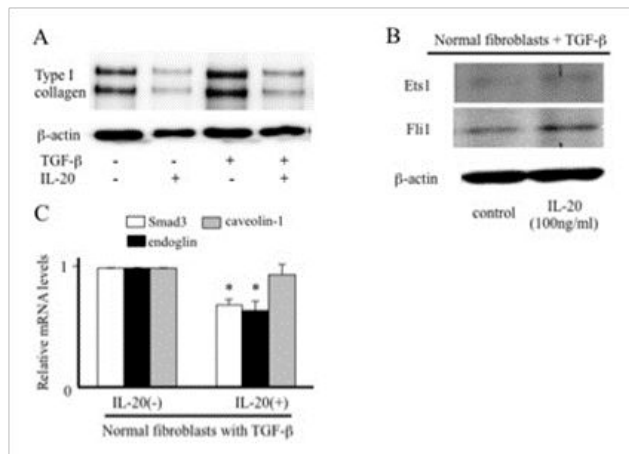 A
Type I
collagen
β-actin
TGF-β - - + +
IL-20 - + - +
B
Normal fibroblasts + TGF-β
Ets1
Fli1
β-actin
control IL-20
(100ng/ml)
C
Smad3 caveolin-1
endoglin
Relative mRNA levels
1
* *
0
IL-20(-) IL-20(+)
Normal fibroblasts with TGF-β